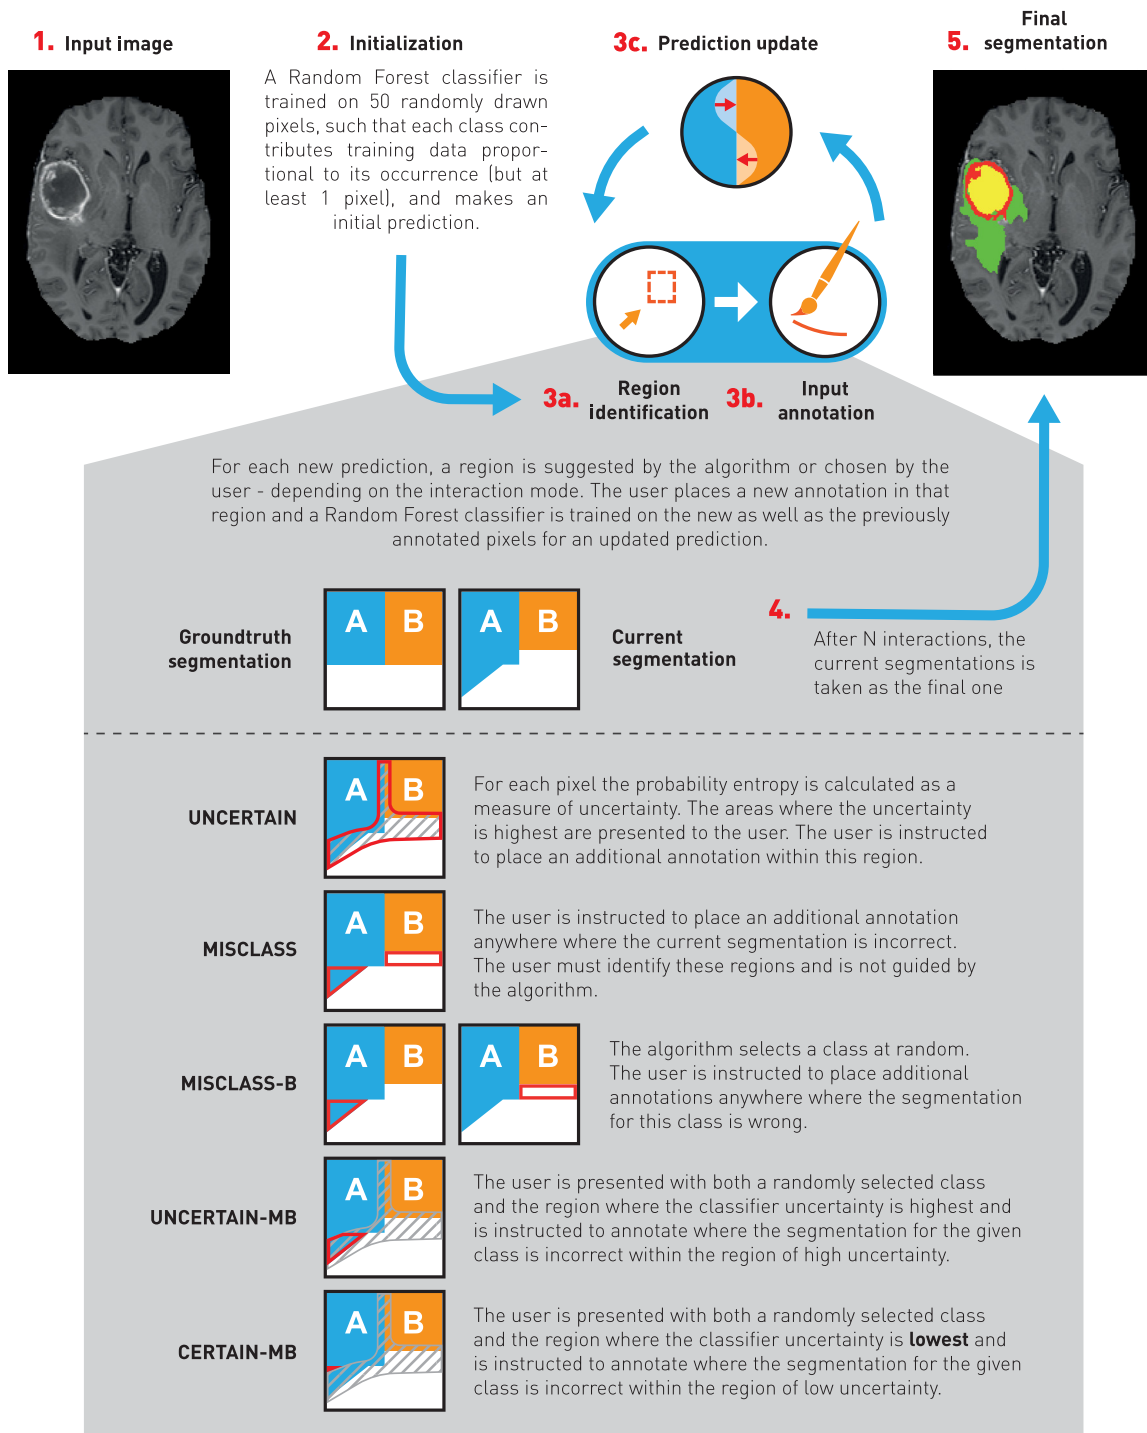 1. Input image
2. Initialization
A Random Forest classifier is
trained on 50 randomly drawn
pixels, such that each class con-
tributes training data propor-
tional to its occurrence (but at
least 1 pixel), and makes an
initial prediction.
3c. Prediction update
5. Final
segmentation
3a. Region
identification
3b. Input
annotation
For each new prediction, a region is suggested by the algorithm or chosen by the
user - depending on the interaction mode. The user places a new annotation in that
region and a Random Forest classifier is trained on the new as well as the previously
annotated pixels for an updated prediction.
Groundtruth
segmentation
A B
A B
Current
segmentation
4.
After N interactions, the
current segmentations is
taken as the final one
UNCERTAIN
A B
For each pixel the probability entropy is calculated as a
measure of uncertainty. The areas where the uncertainty
is highest are presented to the user. The user is instructed
to place an additional annotation within this region.
MISCLASS
A B
The user is instructed to place an additional annotation
anywhere where the current segmentation is incorrect.
The user must identify these regions and is not guided by
the algorithm.
MISCLASS-B
A B
A B
The algorithm selects a class at random.
The user is instructed to place additional
annotations anywhere where the segmentation
for this class is wrong.
UNCERTAIN-MB
A B
The user is presented with both a randomly selected class
and the region where the classifier uncertainty is highest and
is instructed to annotate where the segmentation for the given
class is incorrect within the region of high uncertainty.
CERTAIN-MB
A B
The user is presented with both a randomly selected class
and the region where the classifier uncertainty is lowest and
is instructed to annotate where the segmentation for the given
class is incorrect within the region of low uncertainty.